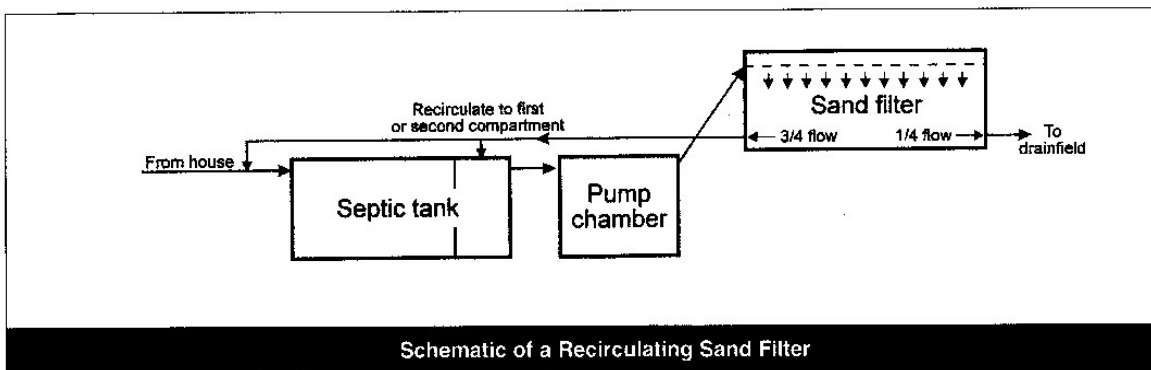 Recirculate to first
or second compartment
From house
Septic tank
Pump
chamber
Sand filter
3/4 flow
1/4 flow
To
drainfield
Schematic of a Recirculating Sand Filter